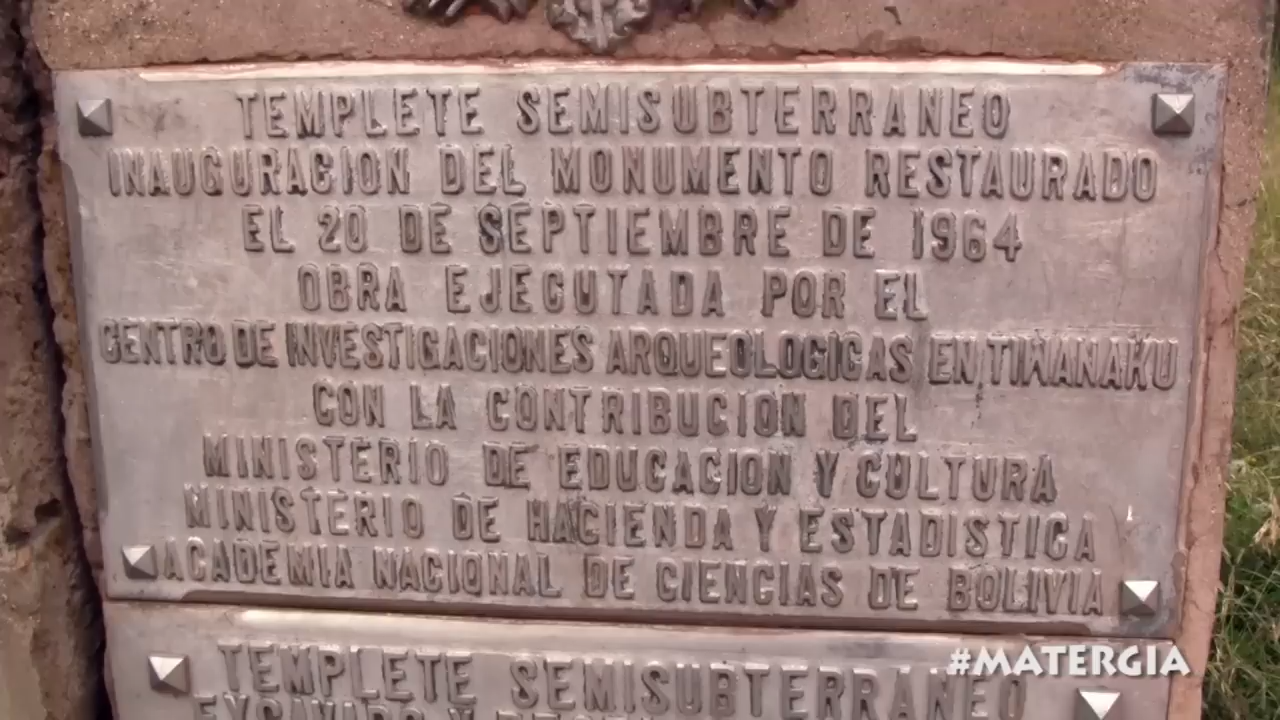 TEMPLETE SEMISUBTERRANEO
INAUGURACION DEL MONUMENTO RESTAURADO
EL 20 DE SEPTIEMBRE DE 1964
OBRA EJECUTADA POR EL
CENTRO DE INVESTIGACIONES ARQUEOLOGICAS EN TIWANAKU
CON LA CONTRIBUCION DEL
MINISTERIO DE EDUCACION Y CULTURA
MINISTERIO DE HACIENDA Y ESTADISTICA
ACADEMIA NACIONAL DE CIENCIAS DE BOLIVIA
TEMPLETE SEMISUBTERRANEO
#MATERGIA
EXCAVADO Y